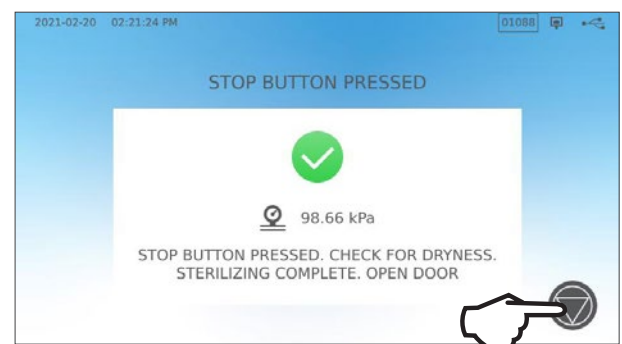 2021-02-20 02:21:24 PM 01088
STOP BUTTON PRESSED
98.66 kPa
STOP BUTTON PRESSED. CHECK FOR DRYNESS.
STERILIZING COMPLETE. OPEN DOOR